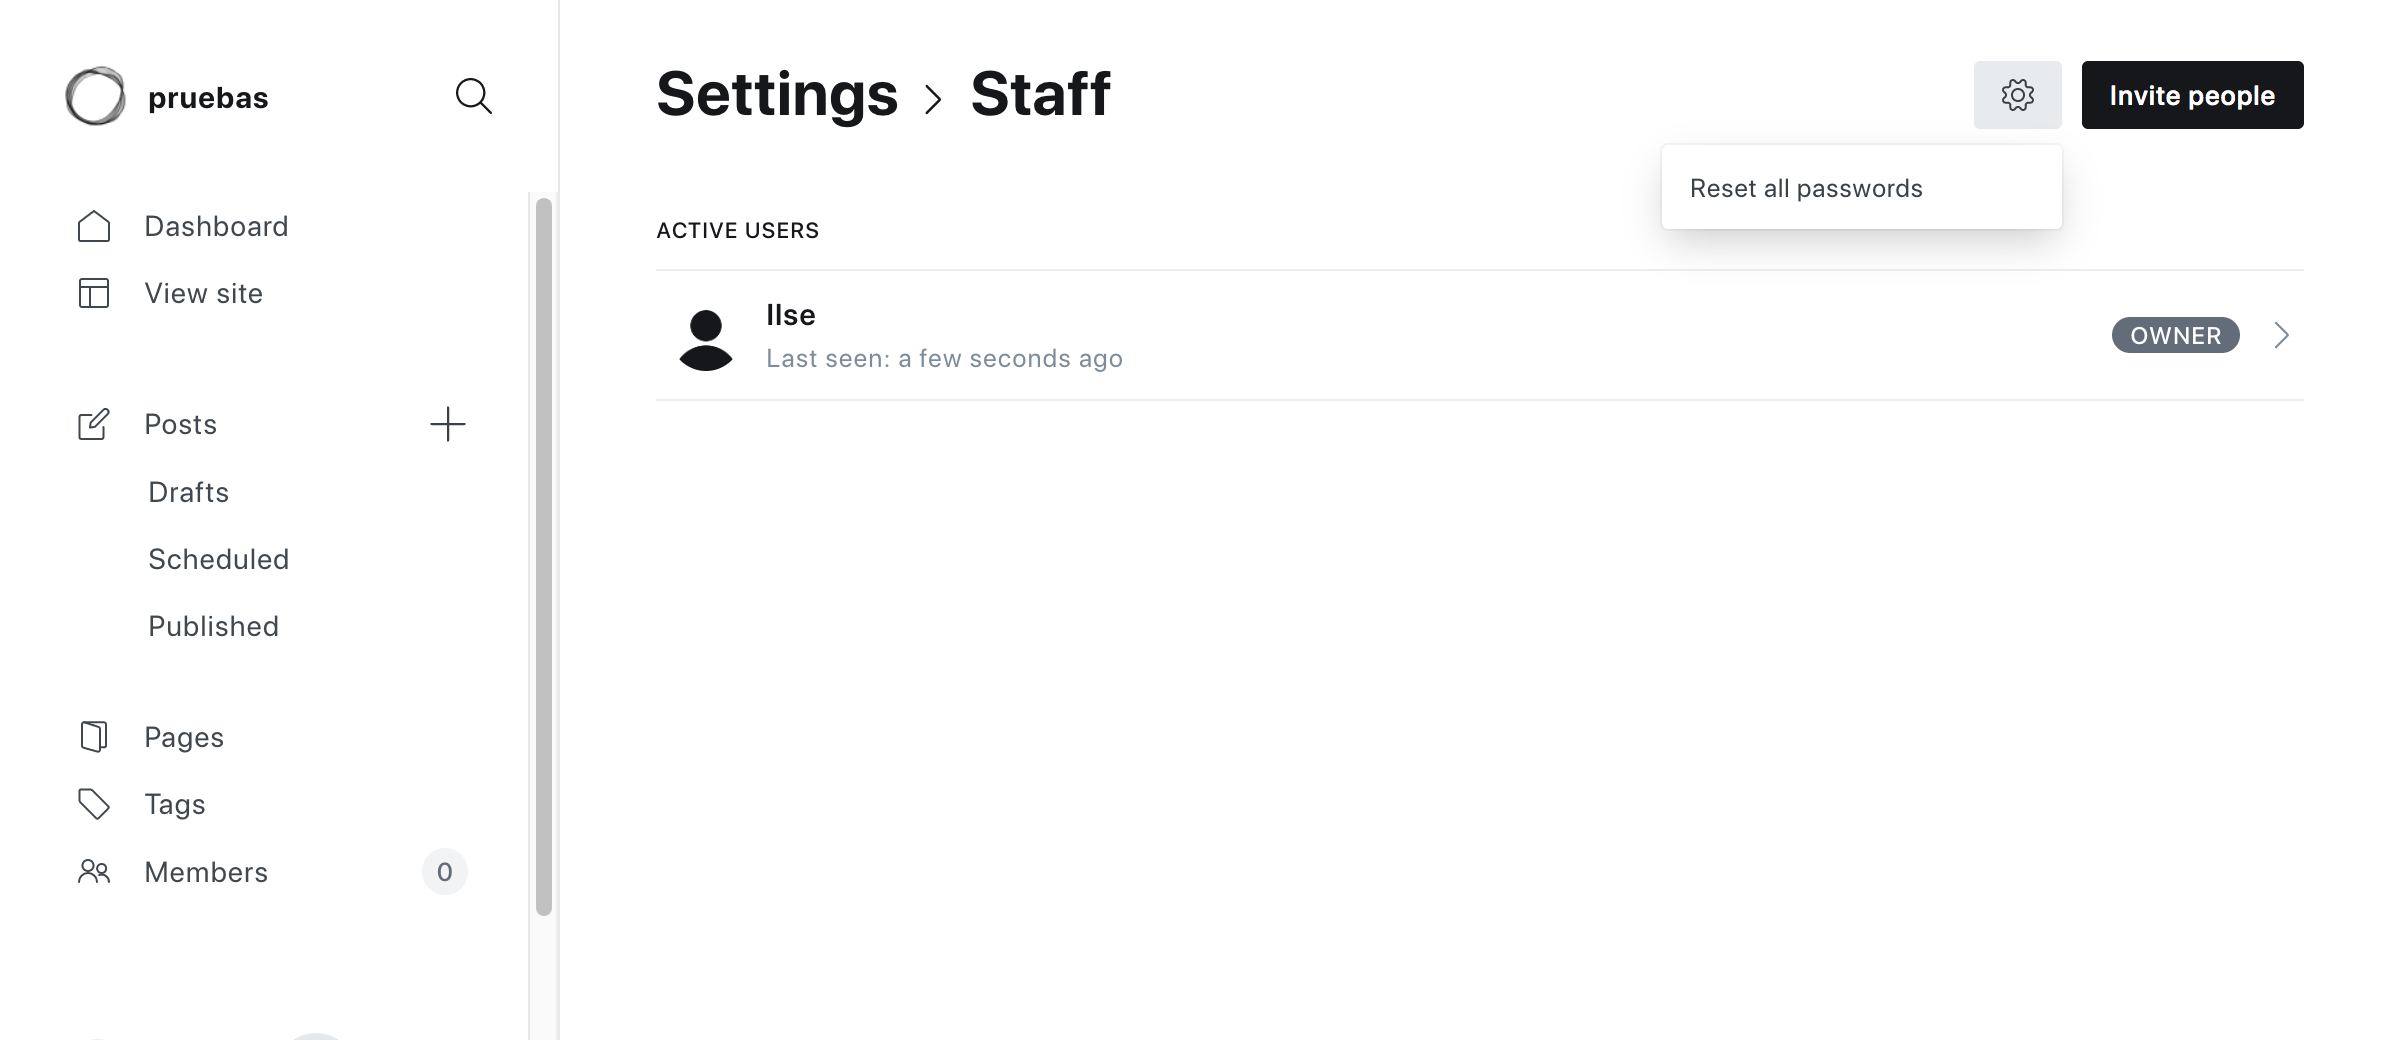 pruebas
Dashboard
View site
Posts
Drafts
Scheduled
Published
Pages
Tags
Members
0
Settings > Staff
Invite people
Reset all passwords
ACTIVE USERS
Ilse
Last seen: a few seconds ago
OWNER